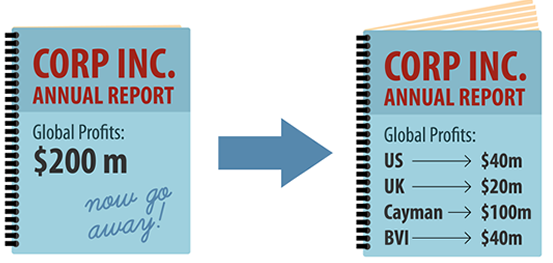 CORP INC.
ANNUAL REPORT
Global Profits:
$200 m
now go
away!
CORP INC.
ANNUAL REPORT
Global Profits:
US $40m
UK $20m
Cayman $100m
BVI $40m